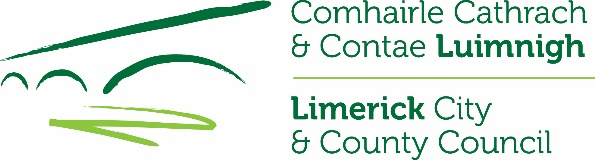 Comhairle Cathrach
& Contae Luimnigh
Limerick City
& County Council